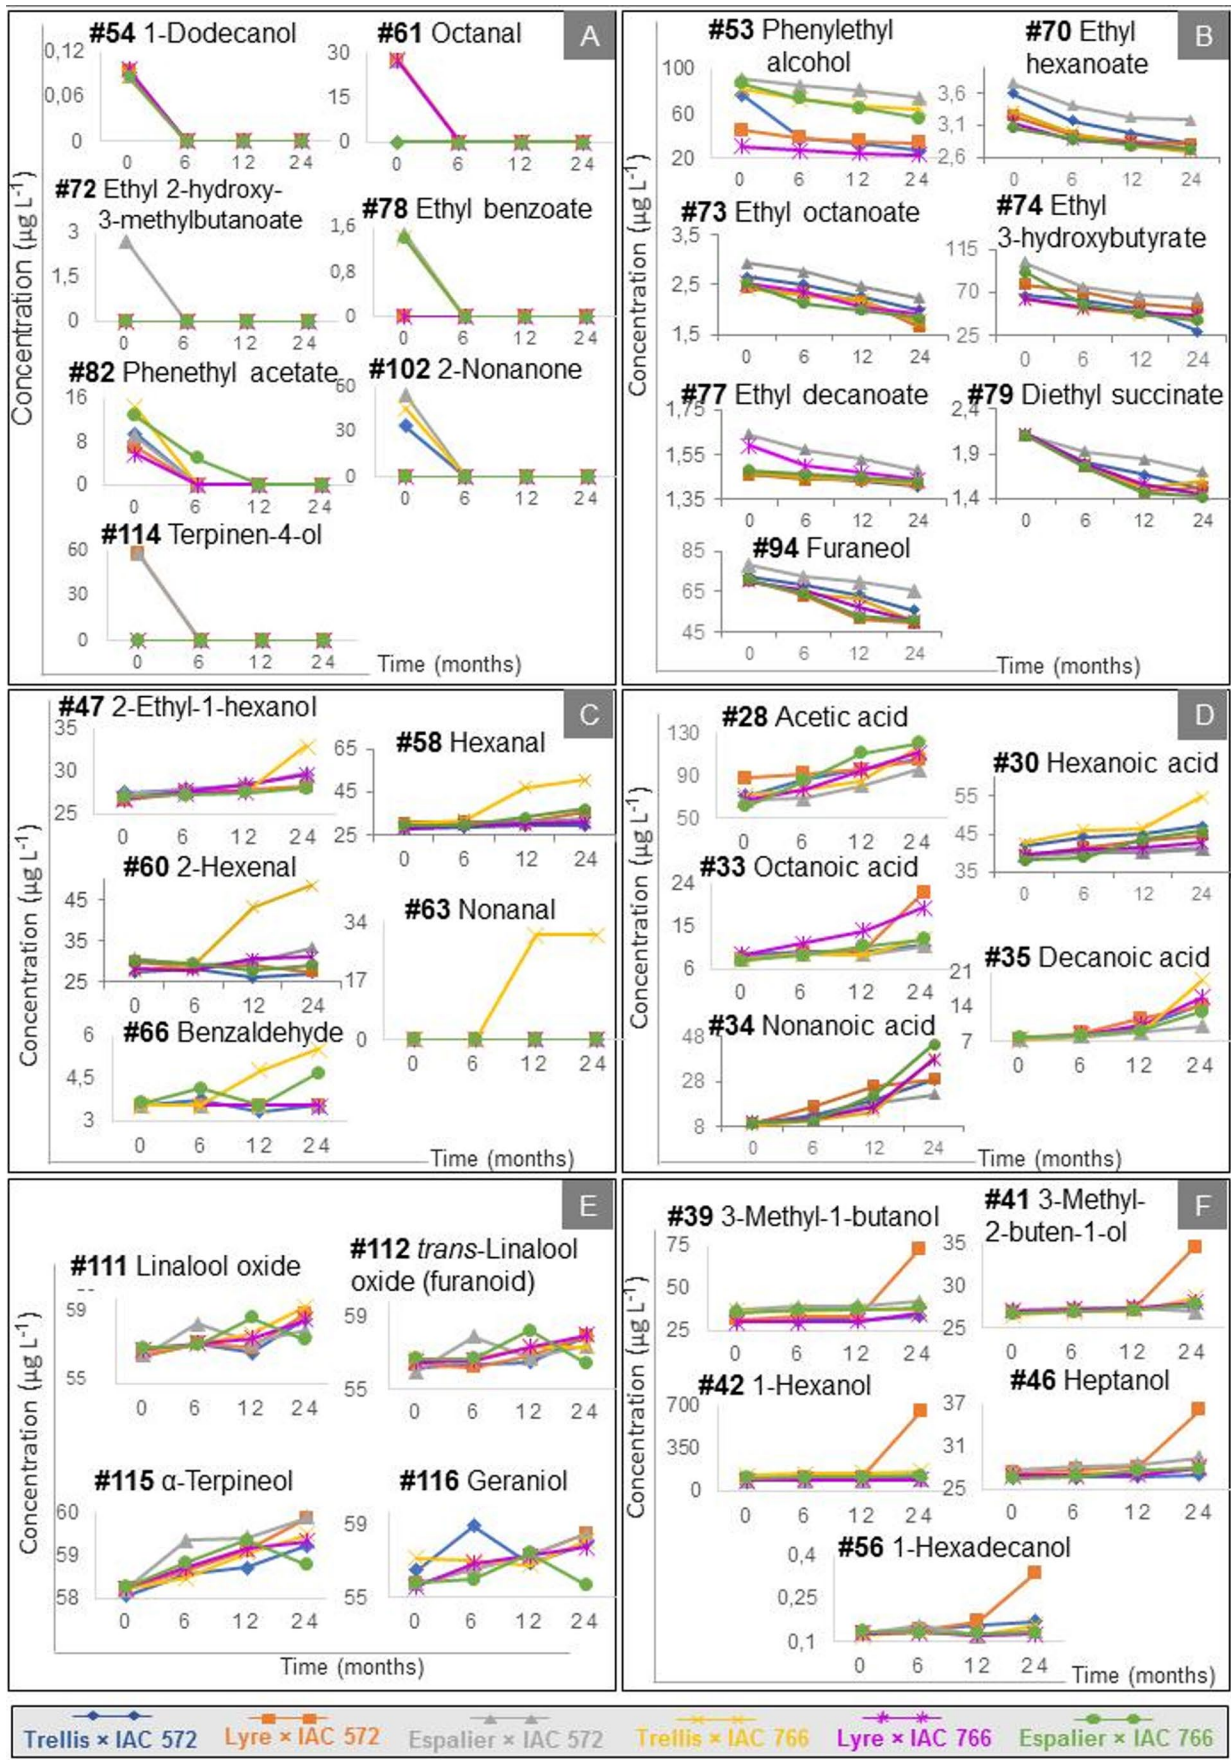 A
Concentration (µg L-1)
#54 1-Dodecanol
0,12
0,06
0
0 6 12 24
#61 Octanal
30
15
0
0 6 12 24
#72 Ethyl 2-hydroxy-
3-methylbutanoate
3
1,5
0
0 6 12 24
#78 Ethyl benzoate
1,6
0,8
0
0 6 12 24
#82 Phenethyl acetate
16
8
0
0 6 12 24
#102 2-Nonanone
60
30
0
0 6 12 24
#114 Terpinen-4-ol
60
30
0
0 6 12 24
Time (months)
B
Concentration (µg L-1)
#53 Phenylethyl
alcohol
100
60
20
0 6 12 24
#70 Ethyl
hexanoate
3,6
3,1
2,6
0 6 12 24
#73 Ethyl octanoate
3,5
2,5
1,5
0 6 12 24
#74 Ethyl
3-hydroxybutyrate
115
70
25
0 6 12 24
#77 Ethyl decanoate
1,75
1,55
1,35
0 6 12 24
#79 Diethyl succinate
2,4
1,9
1,4
0 6 12 24
#94 Furaneol
85
65
45
0 6 12 24
Time (months)
C
Concentration (µg L-1)
#47 2-Ethyl-1-hexanol
35
30
25
0 6 12 24
#58 Hexanal
65
45
25
0 6 12 24
#60 2-Hexenal
45
35
25
0 6 12 24
#63 Nonanal
34
17
0
0 6 12 24
#66 Benzaldehyde
6
4,5
3
0 6 12 24
Time (months)
D
Concentration (µg L-1)
#28 Acetic acid
130
90
50
0 6 12 24
#30 Hexanoic acid
55
45
35
0 6 12 24
#33 Octanoic acid
24
15
6
0 6 12 24
#35 Decanoic acid
21
14
7
0 6 12 24
#34 Nonanoic acid
48
28
8
0 6 12 24
Time (months)
E
Concentration (µg L-1)
#111 Linalool oxide
59
55
0 6 12 24
#112 trans-Linalool
oxide (furanoid)
59
55
0 6 12 24
#115 α-Terpineol
60
59
58
0 6 12 24
#116 Geraniol
59
55
0 6 12 24
Time (months)
F
Concentration (µg L-1)
#39 3-Methyl-1-butanol
75
50
25
0 6 12 24
#41 3-Methyl-
2-buten-1-ol
35
30
25
0 6 12 24
#42 1-Hexanol
700
350
0
0 6 12 24
#46 Heptanol
37
31
25
0 6 12 24
#56 1-Hexadecanol
0,4
0,25
0,1
0 6 12 24
Time (months)
Trellis × IAC 572 Lyre × IAC 572 Espalier × IAC 572 Trellis × IAC 766 Lyre × IAC 766 Espalier × IAC 766